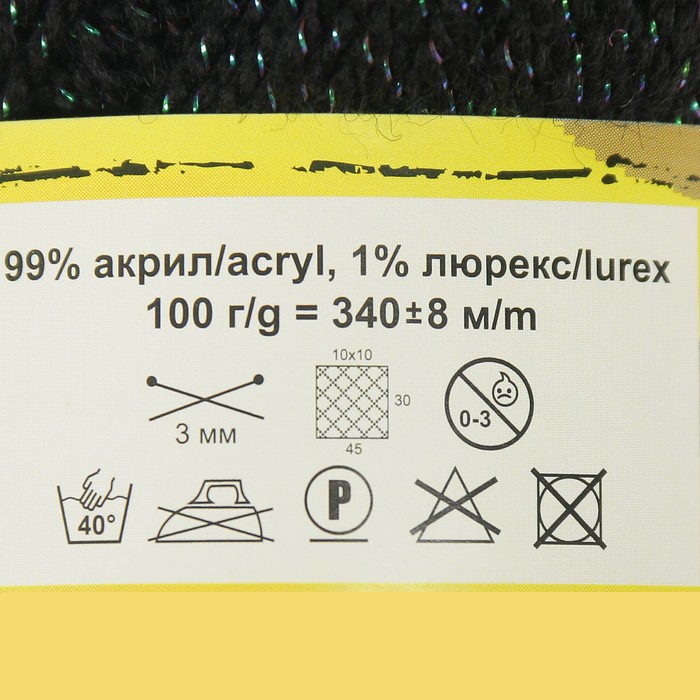 99% акрил/acryl, 1% люрекс/lurex
100 г/g = 340±8 м/m
10x10
30
45
3 мм
0-3
40°
P